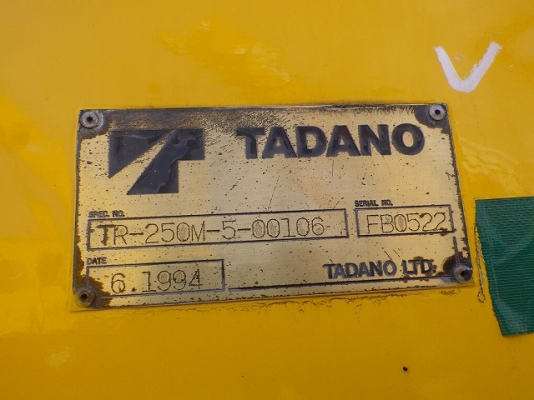 TADANO
SPEC. NO. SERIAL NO.
TR-250M-5-00106 FB0522
DATE
6.1994 TADANO LTD.